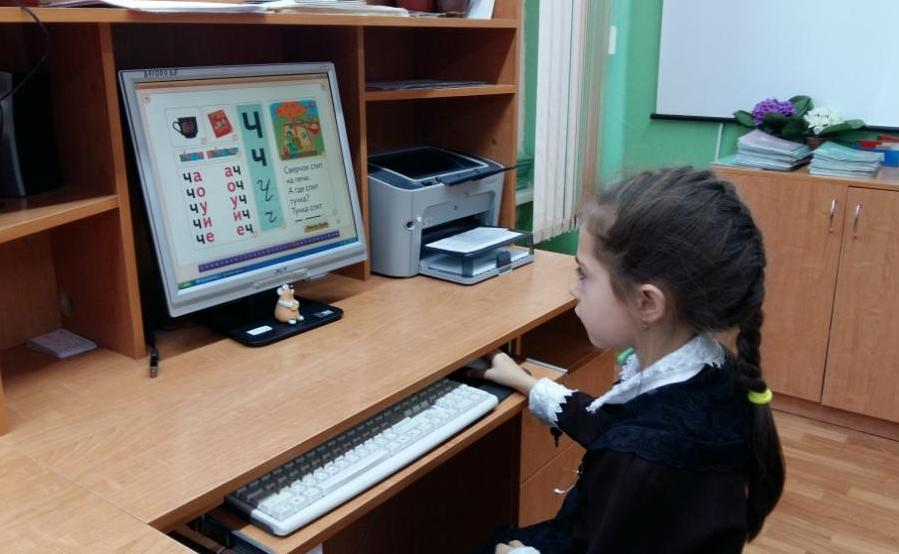 Ч
ч
Ч
ч
ча ач
чо оч
чу уч
чи ич
че еч
Сверчок спит
на печи.
А где спит
тучка?
Тучка спит